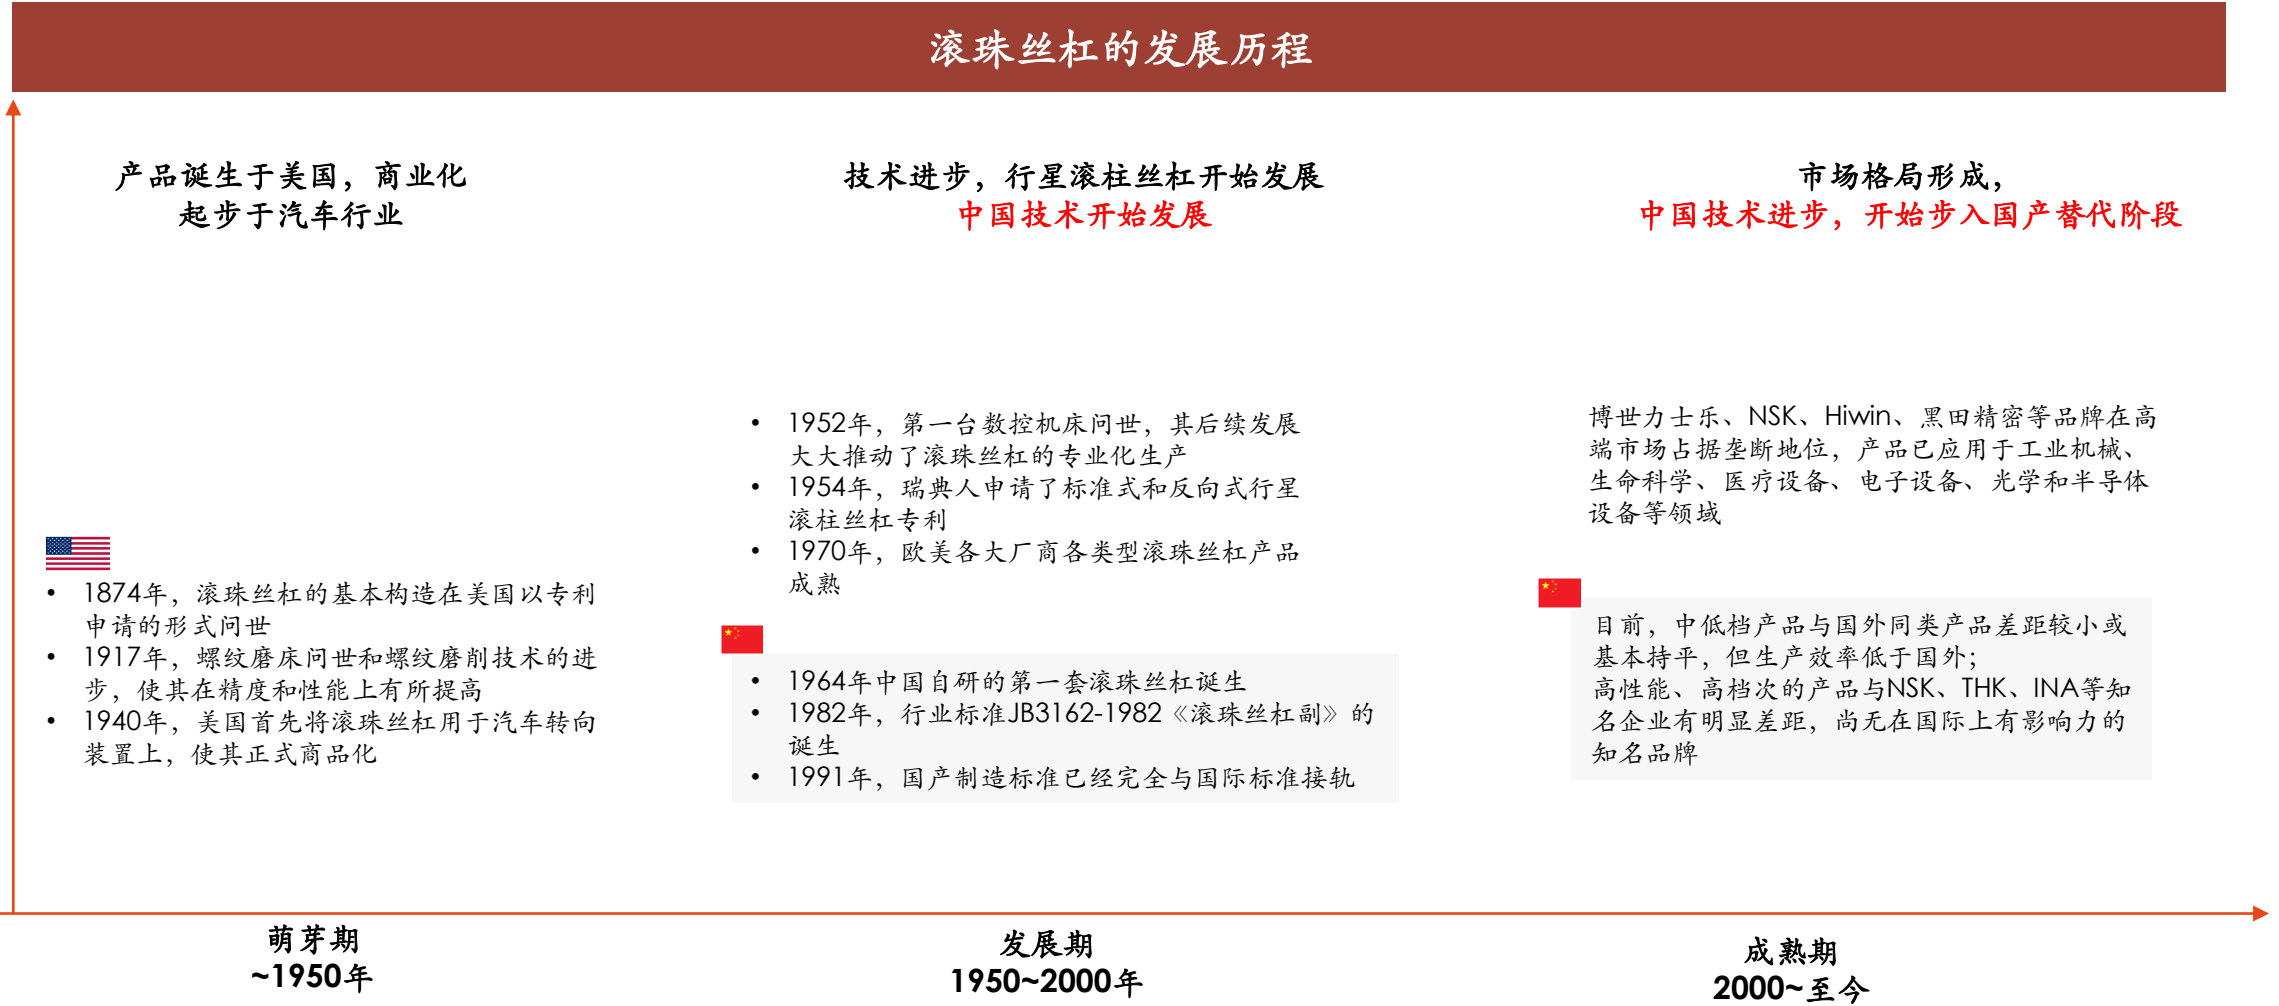 滚珠丝杠的发展历程
产品诞生于美国，商业化
起步于汽车行业
• 1874年，滚珠丝杠的基本构造在美国以专利
申请的形式问世
• 1917年，螺纹磨床问世和螺纹磨削技术的进
步，使其在精度和性能上有所提高
• 1940年，美国首先将滚珠丝杠用于汽车转向
装置上，使其正式商品化
萌芽期
~1950年
技术进步，行星滚柱丝杠开始发展
中国技术开始发展
• 1952年，第一台数控机床问世，其后续发展
大大推动了滚珠丝杠的专业化生产
• 1954年，瑞典人申请了标准式和反向式行星
滚柱丝杠专利
• 1970年，欧美各大厂商各类型滚珠丝杠产品
成熟
• 1964年中国自研的第一套滚珠丝杠诞生
• 1982年，行业标准JB3162-1982《滚珠丝杠副》的
诞生
• 1991年，国产制造标准已经完全与国际标准接轨
发展期
1950~2000年
市场格局形成，
中国技术进步，开始步入国产替代阶段
博世力士乐、NSK、Hiwin、黑田精密等品牌在高
端市场占据垄断地位，产品已应用于工业机械、
生命科学、医疗设备、电子设备、光学和半导体
设备等领域
目前，中低档产品与国外同类产品差距较小或
基本持平，但生产效率低于国外；
高性能、高档次的产品与NSK、THK、INA等知
名企业有明显差距，尚无在国际上有影响力的
知名品牌
成熟期
2000~至今